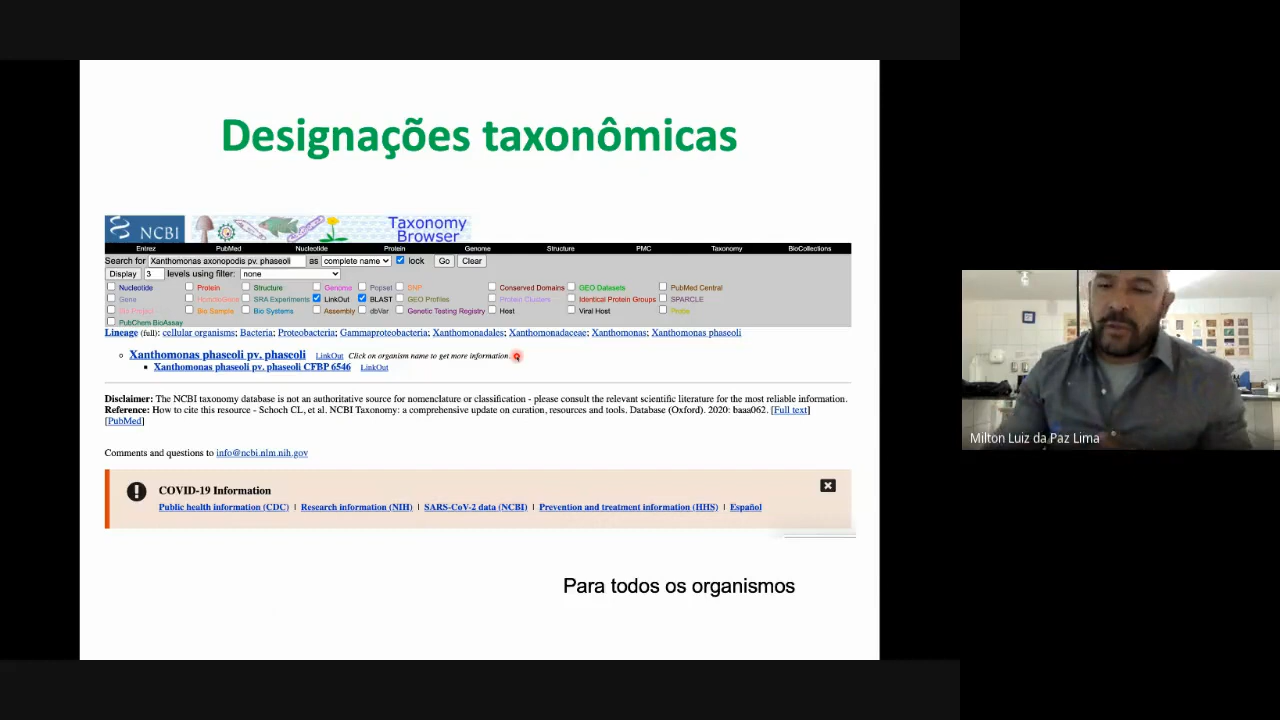 Designações taxonômicas
NCBI
Taxonomy
Browser
Entrez PubMed Nucleotide Protein Genome Structure PMC Taxonomy BioCollections
Search for Xanthomonas axonopodis pv. phaseoli as complete name lock Go Clear
Display 3 levels using filter: none
Nucleotide Protein Structure Genome Popset SNP Conserved Domains GEO Datasets PubMed Central
Gene HomoloGene SRA Experiments LinkOut BLAST GEO Profiles Protein Clusters Identical Protein Groups SPARCLE
Bio Project Bio Sample Bio Systems Assembly dbVar Genetic Testing Registry Host Viral Host Probe
PubChem BioAssay
Lineage (full): cellular organisms; Bacteria; Proteobacteria; Gammaproteobacteria; Xanthomonadales; Xanthomonadaceae; Xanthomonas; Xanthomonas phaseoli
Xanthomonas phaseoli pv. phaseoli LinkOut Click on organism name to get more information.
Xanthomonas phaseoli pv. phaseoli CFBP 6546 LinkOut
Disclaimer: The NCBI taxonomy database is not an authoritative source for nomenclature or classification - please consult the relevant scientific literature for the most reliable information.
Reference: How to cite this resource - Schoch CL, et al. NCBI Taxonomy: a comprehensive update on curation, resources and tools. Database (Oxford). 2020: baaa062. [Full text]
[PubMed]
Comments and questions to info@ncbi.nlm.nih.gov
COVID-19 Information
Public health information (CDC) | Research information (NIH) | SARS-CoV-2 data (NCBI) | Prevention and treatment information (HHS) | Español
Para todos os organismos
Milton Luiz da Paz Lima